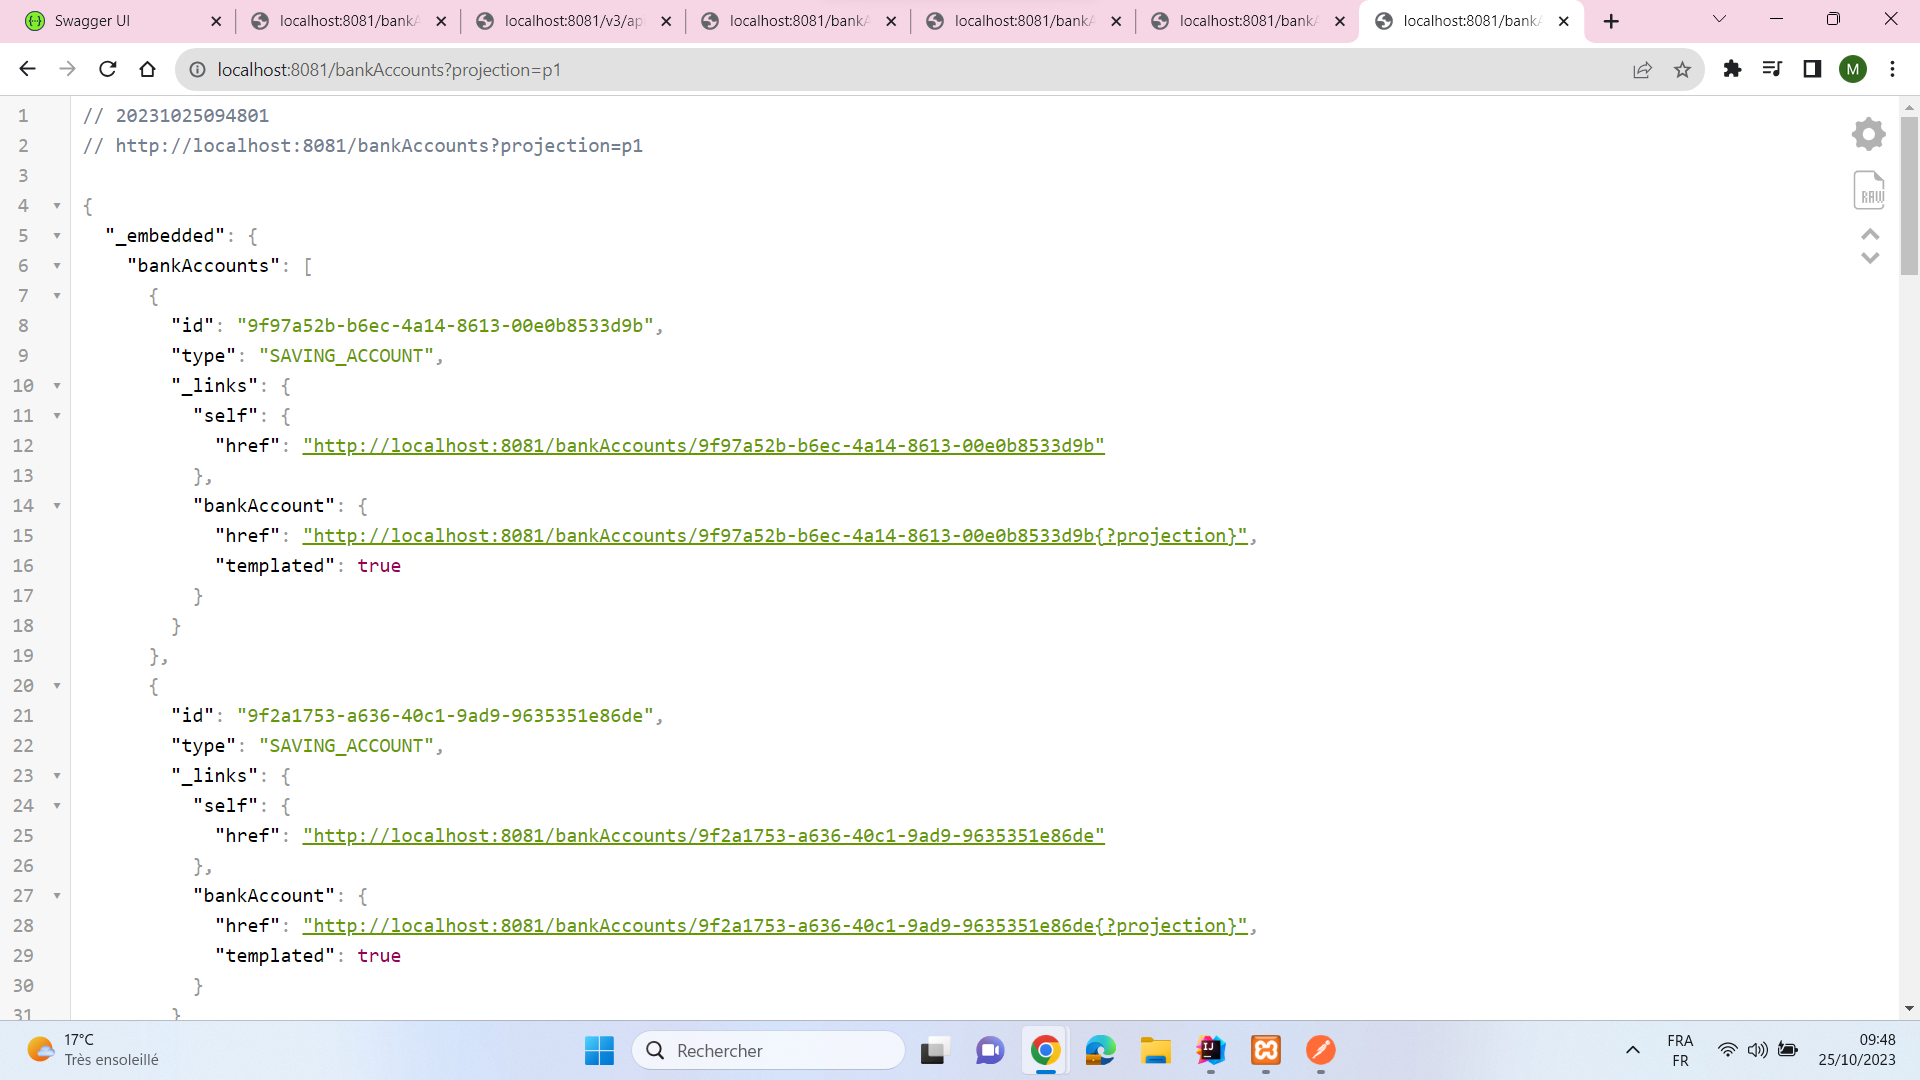 Swagger UI
localhost:8081/bankA
localhost:8081/v3/api
localhost:8081/bankA
localhost:8081/bankA
localhost:8081/bankA
localhost:8081/bankA
localhost:8081/bankAccounts?projection=p1
M
1 // 20231025094801
2 // http://localhost:8081/bankAccounts?projection=p1
3
4 {
5 "_embedded": {
6 "bankAccounts": [
7 {
8 "id": "9f97a52b-b6ec-4a14-8613-00e0b8533d9b",
9 "type": "SAVING_ACCOUNT",
10 "_links": {
11 "self": {
12 "href": "http://localhost:8081/bankAccounts/9f97a52b-b6ec-4a14-8613-00e0b8533d9b"
13 },
14 "bankAccount": {
15 "href": "http://localhost:8081/bankAccounts/9f97a52b-b6ec-4a14-8613-00e0b8533d9b{?projection}",
16 "templated": true
17 }
18 }
19 },
20 {
21 "id": "9f2a1753-a636-40c1-9ad9-9635351e86de",
22 "type": "SAVING_ACCOUNT",
23 "_links": {
24 "self": {
25 "href": "http://localhost:8081/bankAccounts/9f2a1753-a636-40c1-9ad9-9635351e86de"
26 },
27 "bankAccount": {
28 "href": "http://localhost:8081/bankAccounts/9f2a1753-a636-40c1-9ad9-9635351e86de{?projection}",
29 "templated": true
30 }
31 }
RAW
17°C
Très ensoleillé
Rechercher
FRA
FR
09:48
25/10/2023